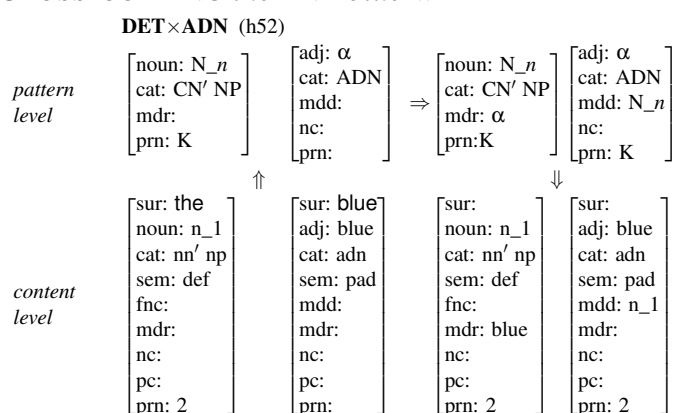 DET×ADN (h52)
pattern level
noun: N_n
cat: CN′ NP
mdr:
prn: K
adj: α
cat: ADN
mdd:
nc:
prn:
⇒
noun: N_n
cat: CN′ NP
mdr: α
prn:K
adj: α
cat: ADN
mdd: N_n
nc:
prn: K
⇑ ⇓
content level
sur: the
noun: n_1
cat: nn′ np
sem: def
fnc:
mdr:
nc:
pc:
prn: 2
sur: blue
adj: blue
cat: adn
sem: pad
mdd:
mdr:
nc:
pc:
prn:
sur:
noun: n_1
cat: nn′ np
sem: def
fnc:
mdr: blue
nc:
pc:
prn: 2
sur:
adj: blue
cat: adn
sem: pad
mdd: n_1
mdr:
nc:
pc:
prn: 2